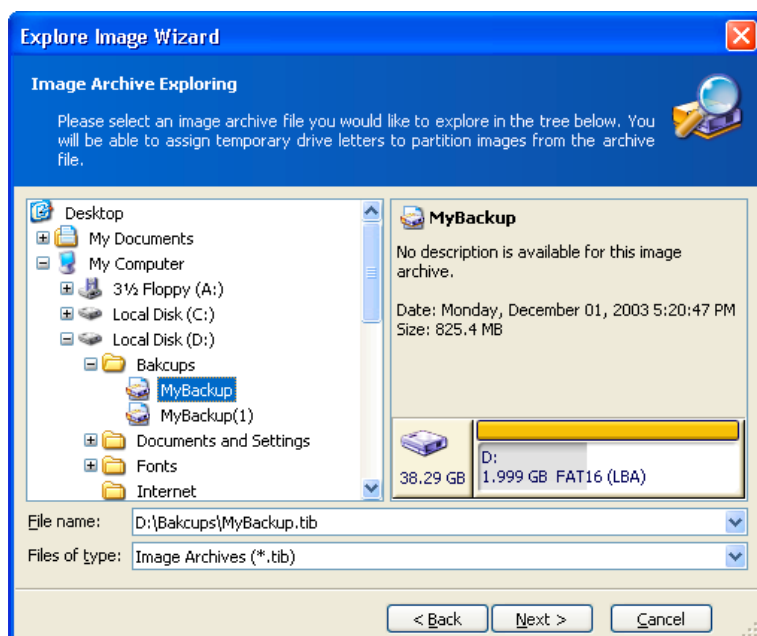 Explore Image Wizard
Image Archive Exploring
Please select an image archive file you would like to explore in the tree below. You
will be able to assign temporary drive letters to partition images from the archive
file.
Desktop
My Documents
My Computer
3½ Floppy (A:)
Local Disk (C:)
Local Disk (D:)
Bakcups
MyBackup
MyBackup(1)
Documents and Settings
Fonts
Internet
MyBackup
No description is available for this image
archive.
Date: Monday, December 01, 2003 5:20:47 PM
Size: 825.4 MB
38.29 GB
D:
1.999 GB FAT16 (LBA)
File name: D:\Bakcups\MyBackup.tib
Files of type: Image Archives (*.tib)
< Back Next > Cancel